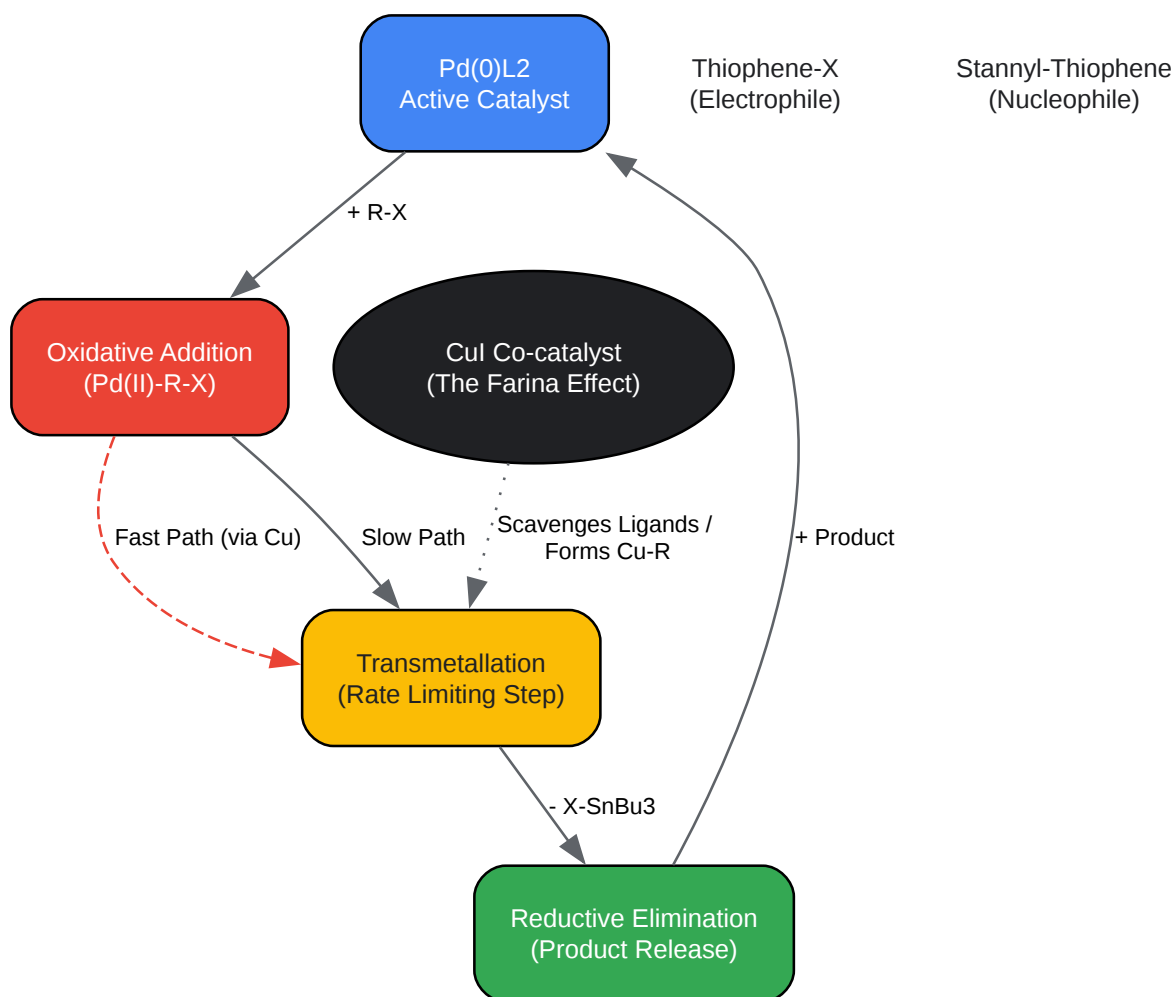 Pd(0)L2
Active Catalyst
Thiophene-X
(Electrophile)
Stannyl-Thiophene
(Nucleophile)
+ R-X
Oxidative Addition
(Pd(II)-R-X)
CuI Co-catalyst
(The Farina Effect)
Fast Path (via Cu)
Slow Path
Scavenges Ligands /
Forms Cu-R
+ Product
Transmetallation
(Rate Limiting Step)
- X-SnBu3
Reductive Elimination
(Product Release)